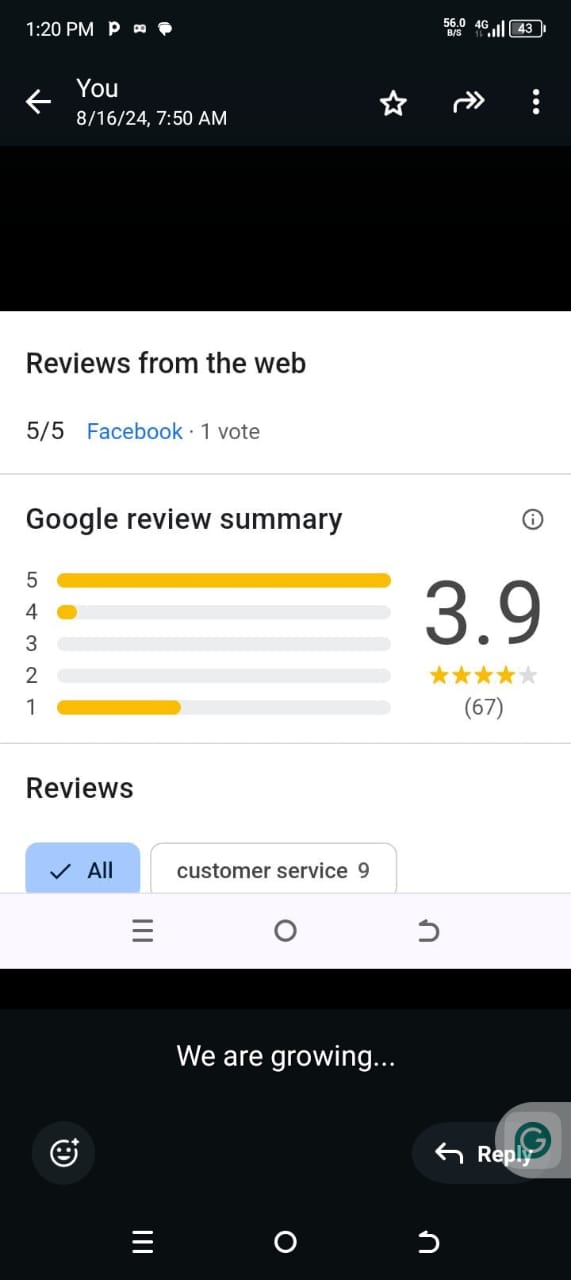 1:20 PM
56.0 B/S 4G 43
You
8/16/24, 7:50 AM
Reviews from the web
5/5 Facebook · 1 vote
Google review summary
5
4
3
2
1
3.9
(67)
Reviews
All
customer service 9
We are growing...
Reply